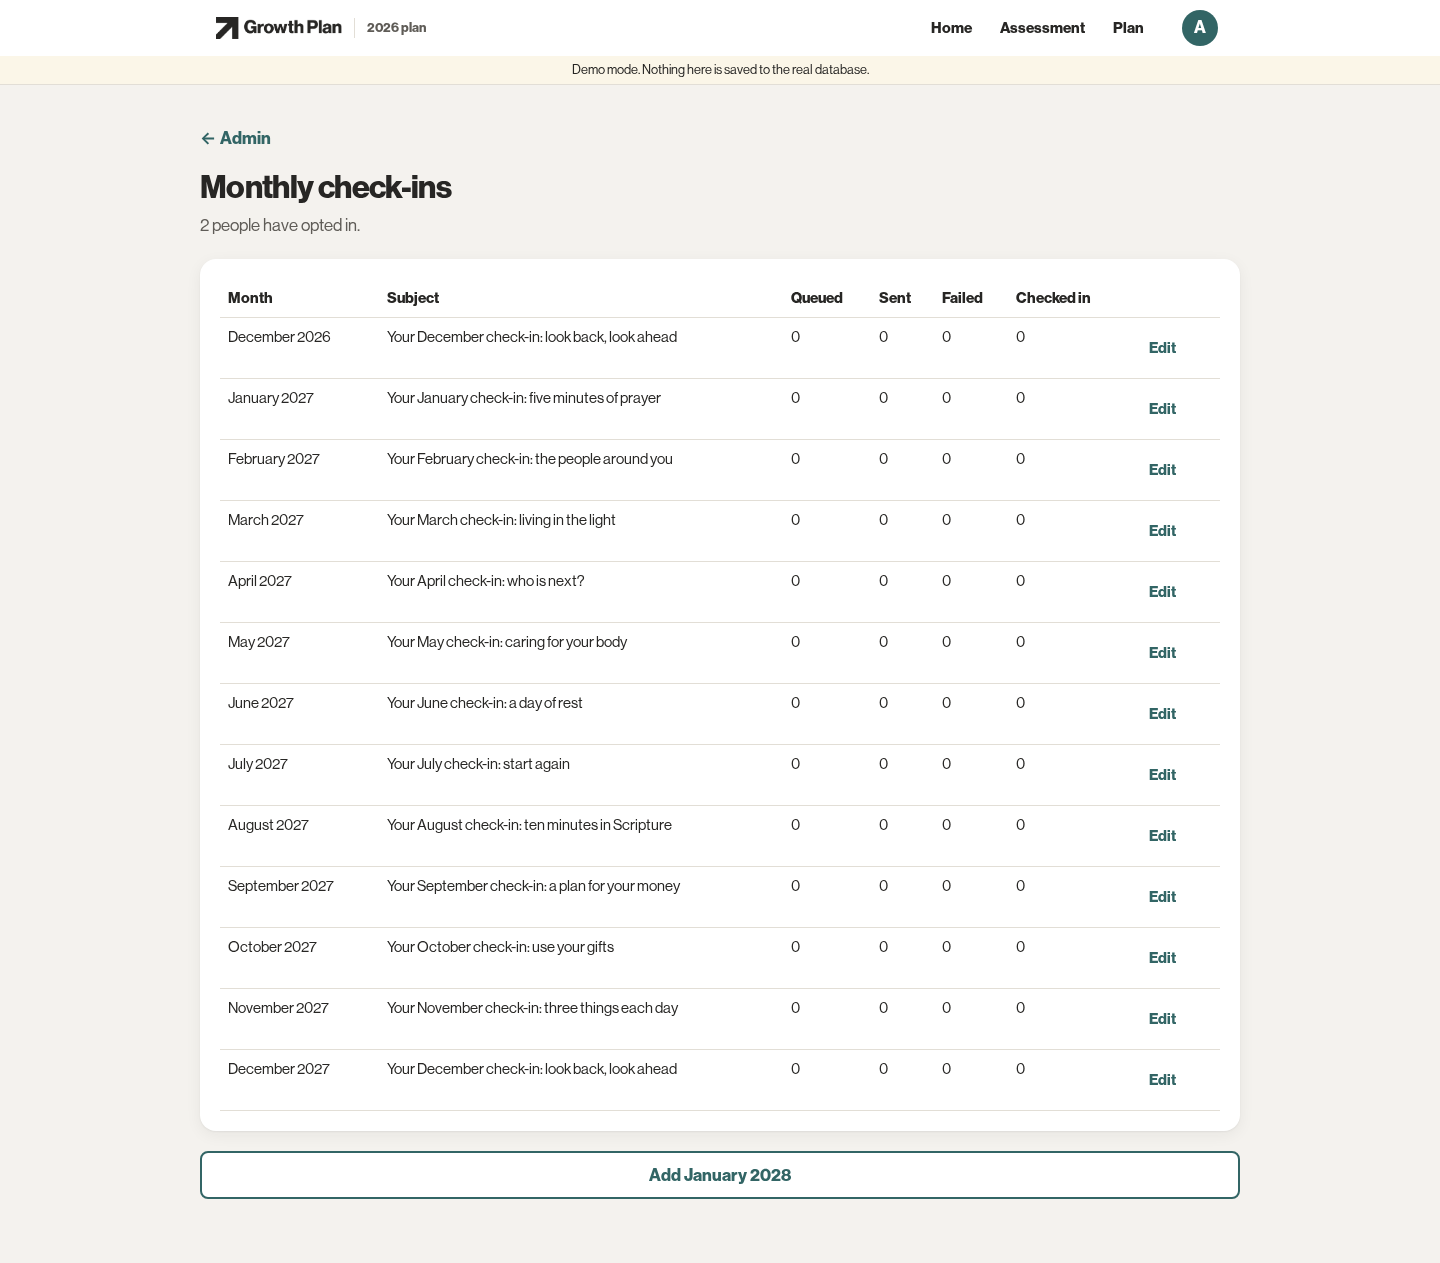 Growth Plan 2026 plan Home Assessment Plan A
Demo mode. Nothing here is saved to the real database.
← Admin
Monthly check-ins
2 people have opted in.
Month Subject Queued Sent Failed Checked in
December 2026 Your December check-in: look back, look ahead 0 0 0 0 Edit
January 2027 Your January check-in: five minutes of prayer 0 0 0 0 Edit
February 2027 Your February check-in: the people around you 0 0 0 0 Edit
March 2027 Your March check-in: living in the light 0 0 0 0 Edit
April 2027 Your April check-in: who is next? 0 0 0 0 Edit
May 2027 Your May check-in: caring for your body 0 0 0 0 Edit
June 2027 Your June check-in: a day of rest 0 0 0 0 Edit
July 2027 Your July check-in: start again 0 0 0 0 Edit
August 2027 Your August check-in: ten minutes in Scripture 0 0 0 0 Edit
September 2027 Your September check-in: a plan for your money 0 0 0 0 Edit
October 2027 Your October check-in: use your gifts 0 0 0 0 Edit
November 2027 Your November check-in: three things each day 0 0 0 0 Edit
December 2027 Your December check-in: look back, look ahead 0 0 0 0 Edit
Add January 2028